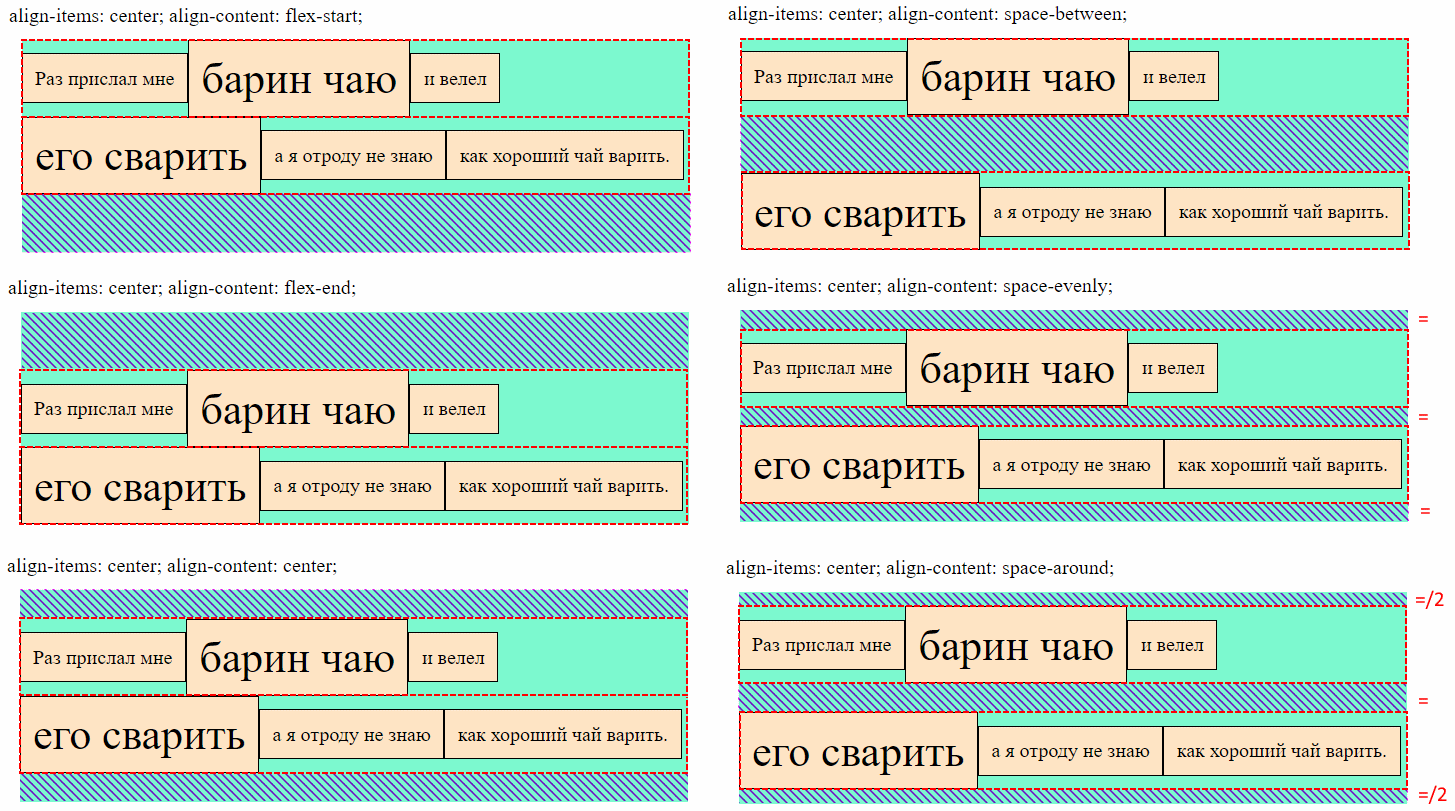 align-items: center; align-content: flex-start;
Раз прислал мне барин чаю и велел
его сварить а я отроду не знаю как хороший чай варить.
align-items: center; align-content: flex-end;
Раз прислал мне барин чаю и велел
его сварить а я отроду не знаю как хороший чай варить.
align-items: center; align-content: center;
Раз прислал мне барин чаю и велел
его сварить а я отроду не знаю как хороший чай варить.
align-items: center; align-content: space-between;
Раз прислал мне барин чаю и велел
его сварить а я отроду не знаю как хороший чай варить.
align-items: center; align-content: space-evenly;
=
Раз прислал мне барин чаю и велел
=
его сварить а я отроду не знаю как хороший чай варить.
=
align-items: center; align-content: space-around;
=/2
Раз прислал мне барин чаю и велел
=
его сварить а я отроду не знаю как хороший чай варить.
=/2